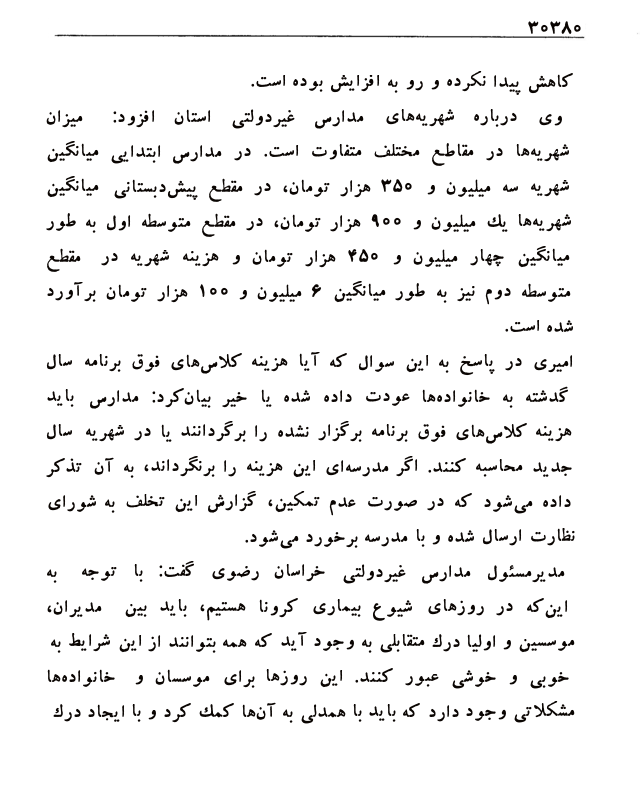 ۳۰۳۸۰
کاهش پیدا نکرده و رو به افزایش بوده است.
وی درباره شهریه‌های مدارس غیردولتی استان افزود: میزان
شهریه‌ها در مقاطع مختلف متفاوت است. در مدارس ابتدایی میانگین
شهریه سه میلیون و ۳۵۰ هزار تومان، در مقطع پیش‌دبستانی میانگین
شهریه‌ها یك میلیون و ۹۰۰ هزار تومان، در مقطع متوسطه اول به طور
میانگین چهار میلیون و ۴۵۰ هزار تومان و هزینه شهریه در مقطع
متوسطه دوم نیز به طور میانگین ۶ میلیون و ۱۰۰ هزار تومان برآورد
شده است.
امیری در پاسخ به این سوال که آیا هزینه کلاس‌های فوق برنامه سال
گدشته به خانواده‌ها عودت داده شده یا خیر بیان‌کرد: مدارس باید
هزینه کلاس‌های فوق برنامه برگزار نشده را برگردانند یا در شهریه سال
جدید محاسبه کنند. اگر مدرسه‌ای این هزینه را برنگرداند، به آن تذکر
داده می‌شود که در صورت عدم تمکین، گزارش این تخلف به شورای
نظارت ارسال شده و با مدرسه برخورد می‌شود.
مدیرمسئول مدارس غیردولتی خراسان رضوی گفت: با توجه به
این‌که در روزهای شیوع بیماری کرونا هستیم، باید بین مدیران،
موسسین و اولیا درك متقابلی به وجود آید که همه بتوانند از این شرایط به
خوبی و خوشی عبور کنند. این روزها برای موسسان و خانواده‌ها
مشکلاتی وجود دارد که باید با همدلی به آن‌ها کمك کرد و با ایجاد درك